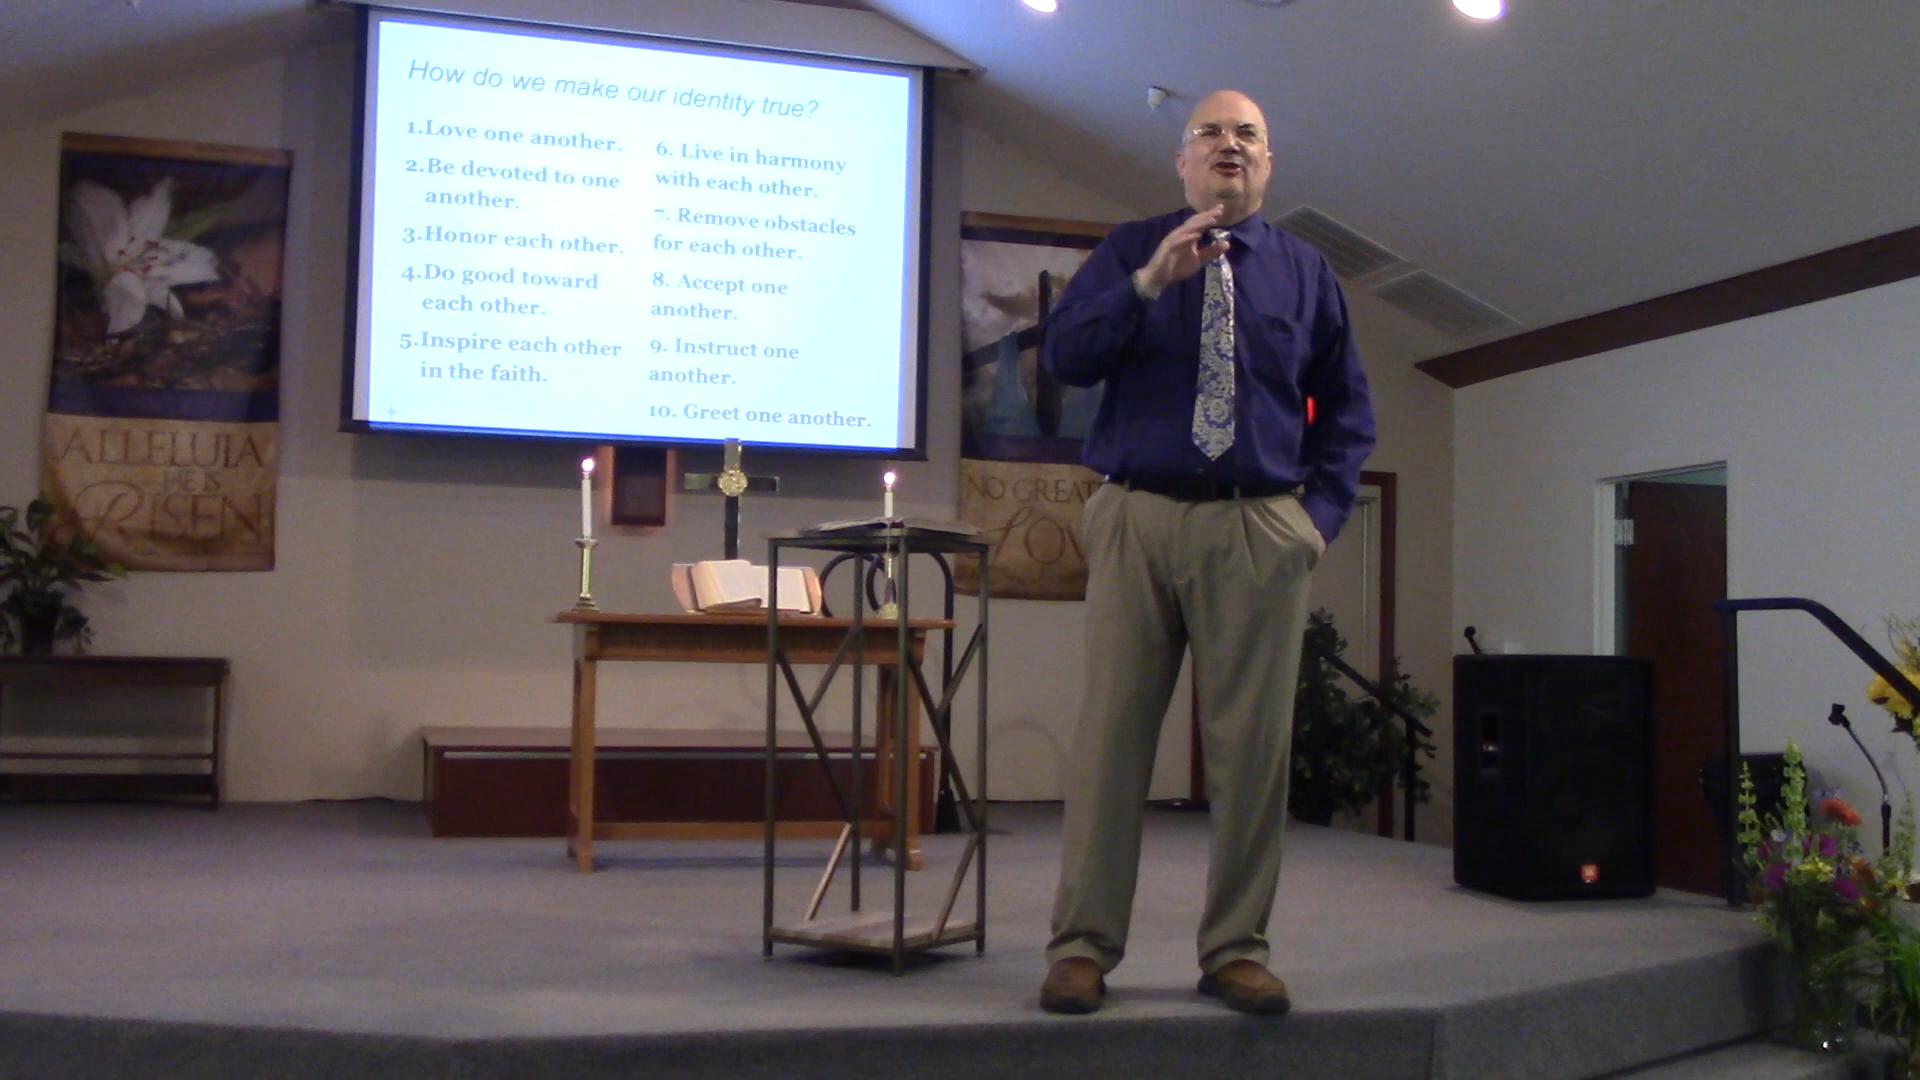 How do we make our identity true?
1.Love one another.
2.Be devoted to one
another.
3.Honor each other.
4.Do good toward
each other.
5.Inspire each other
in the faith.
6. Live in harmony
with each other.
7. Remove obstacles
for each other.
8. Accept one
another.
9. Instruct one
another.
10. Greet one another.
ALLELUIA
HE IS
RISEN
NO GREAT
LOV